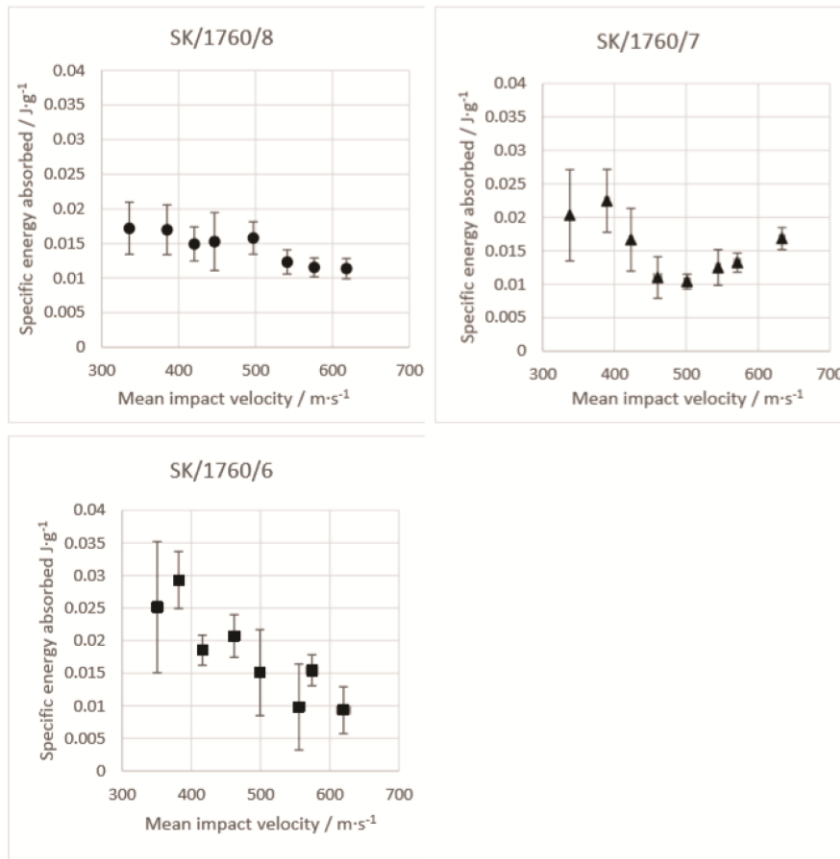 SK/1760/8
0.04
0.035
0.03
0.025
0.02
0.015
0.01
0.005
0
Specific energy absorbed / J·g⁻¹
300 400 500 600 700
Mean impact velocity / m·s⁻¹
SK/1760/7
0.04
0.035
0.03
0.025
0.02
0.015
0.01
0.005
0
Specific energy absorbed / J·g⁻¹
300 400 500 600 700
Mean impact velocity / m·s⁻¹
SK/1760/6
0.04
0.035
0.03
0.025
0.02
0.015
0.01
0.005
0
Specific energy absorbed J·g⁻¹
300 400 500 600 700
Mean impact velocity / m·s⁻¹